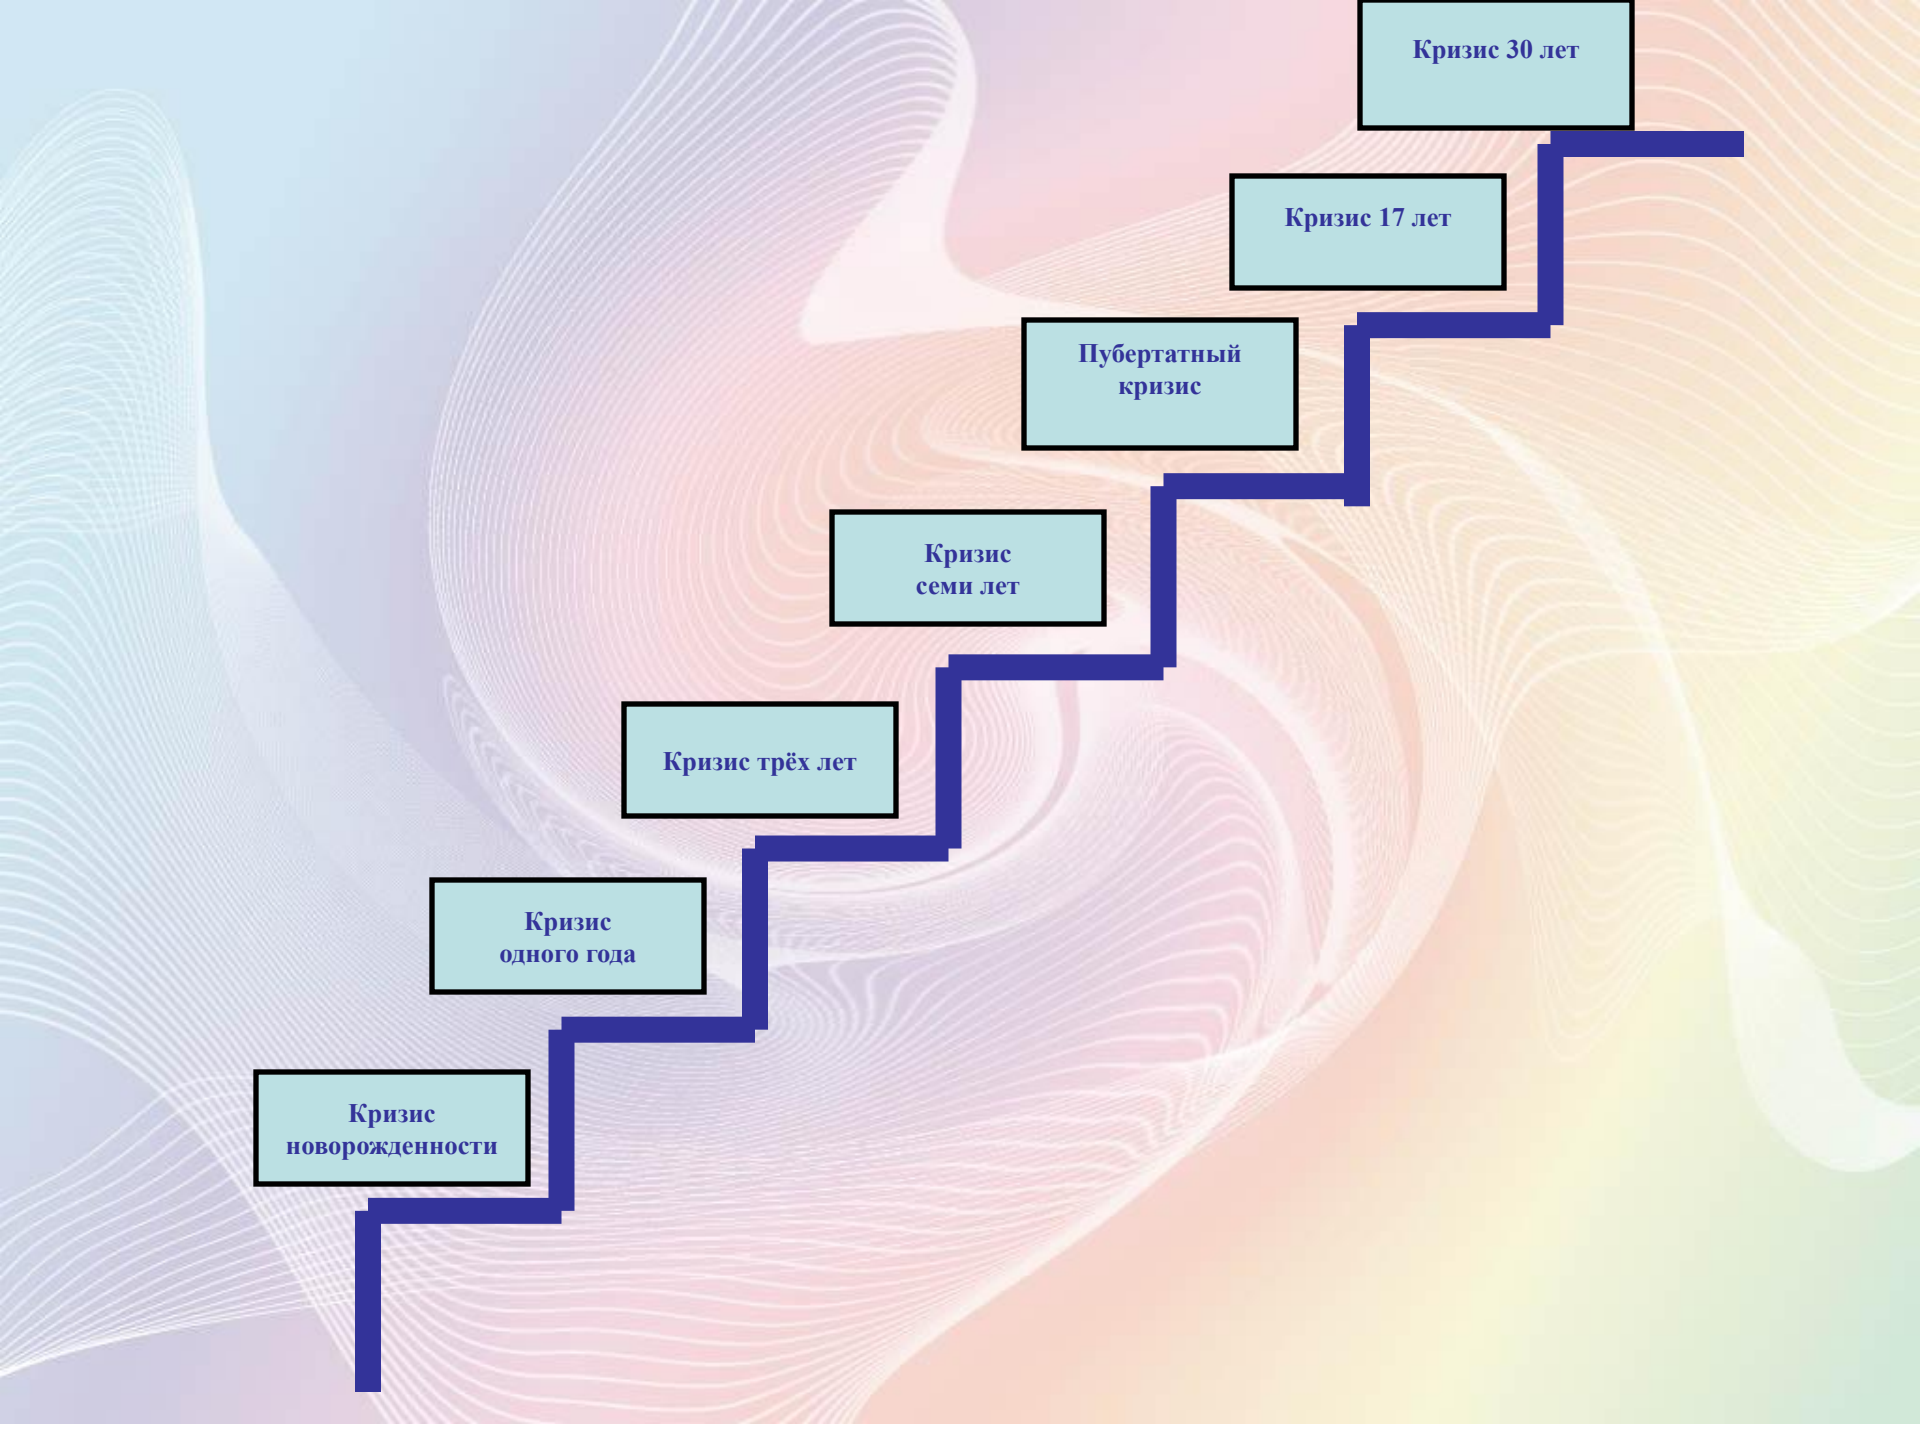 Кризис 30 лет
Кризис 17 лет
Пубертатный
кризис
Кризис
семи лет
Кризис трёх лет
Кризис
одного года
Кризис
новорожденности